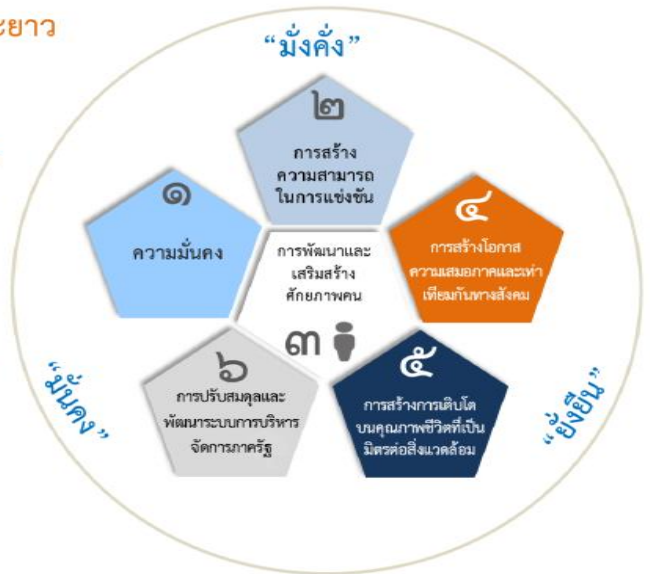 ะยาว
“มั่งคั่ง”
๒
การสร้าง
ความสามารถ
ในการแข่งขัน
๑
ความมั่นคง
การพัฒนาและ
เสริมสร้าง
ศักยภาพคน
๓
๔
การสร้างโอกาส
ความเสมอภาคและเท่า
เทียมกันทางสังคม
๖
การปรับสมดุลและ
พัฒนาระบบการบริหาร
จัดการภาครัฐ
๕
การสร้างการเติบโต
บนคุณภาพชีวิตที่เป็น
มิตรต่อสิ่งแวดล้อม
“มั่นคง”
“ยั่งยืน”